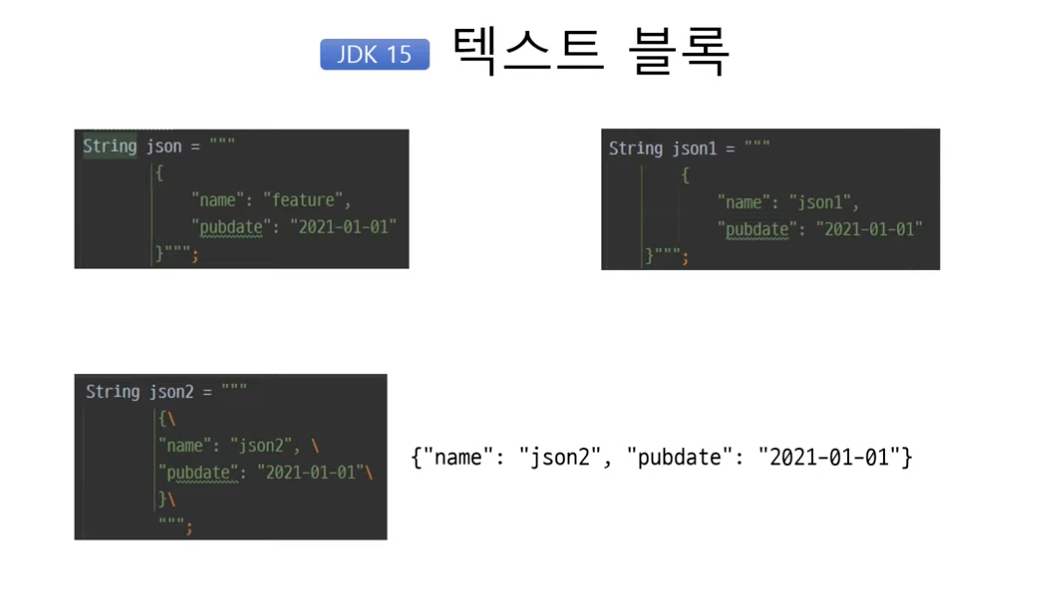 JDK 15 텍스트 블록
String json = """
{
"name": "feature",
"pubdate": "2021-01-01"
}""";
String json1 = """
{
"name": "json1",
"pubdate": "2021-01-01"
}""";
String json2 = """
{\
"name": "json2", \
"pubdate": "2021-01-01"\
}\
""";
{"name": "json2", "pubdate": "2021-01-01"}